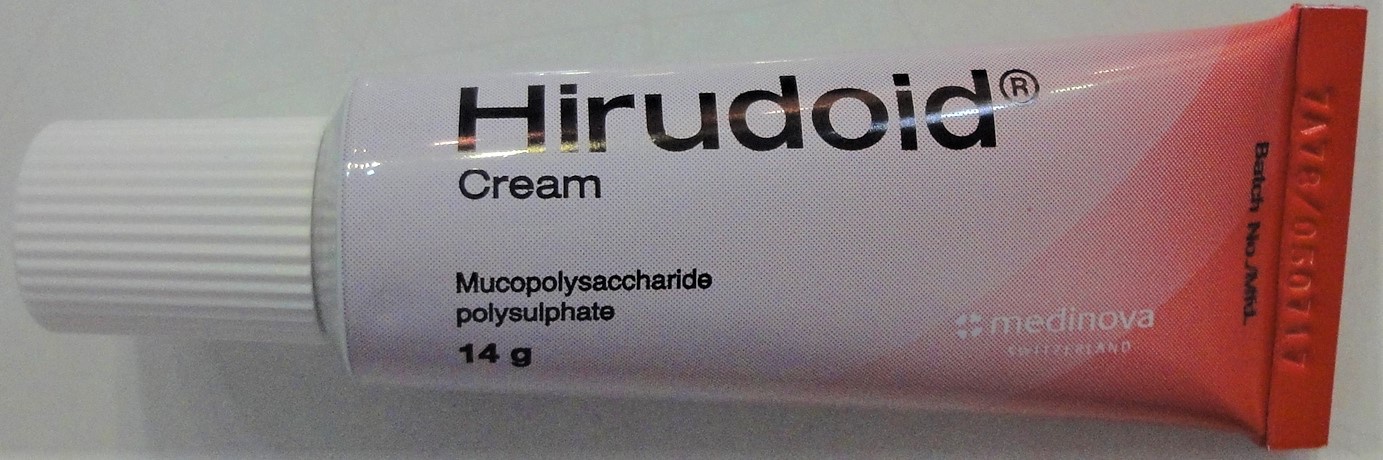 Hirudoid®
Cream
Mucopolysaccharide
polysulphate
14 g
medinova
SWITZERLAND
Batch No./Mfd.